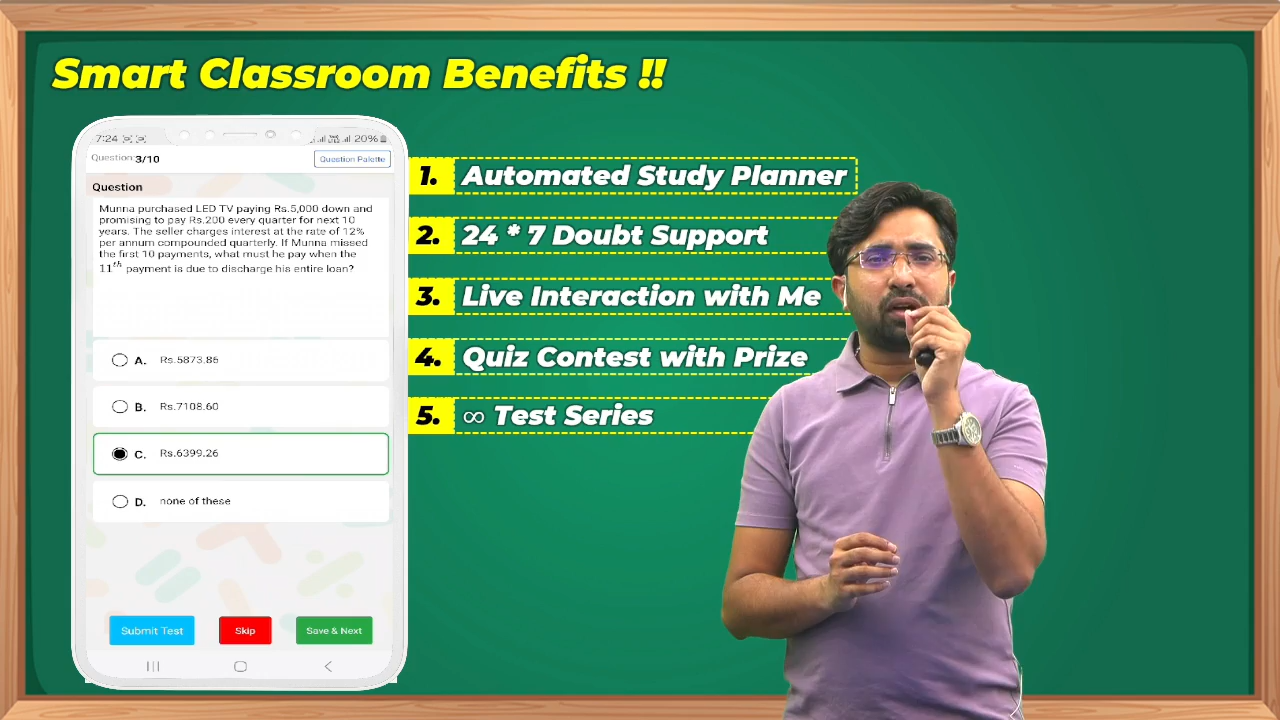 Smart Classroom Benefits !!
7:24
20%
Question 3/10
Question Palette
Question
Munna purchased LED TV paying Rs.5,000 down and
promising to pay Rs.200 every quarter for next 10
years. The seller charges interest at the rate of 12%
per annum compounded quarterly. If Munna missed
the first 10 payments, what must he pay when the
11th payment is due to discharge his entire loan?
A. Rs.5873.86
B. Rs.7108.60
C. Rs.6399.26
D. none of these
Submit Test
Skip
Save & Next
1. Automated Study Planner
2. 24 * 7 Doubt Support
3. Live Interaction with Me
4. Quiz Contest with Prize
5. ∞ Test Series